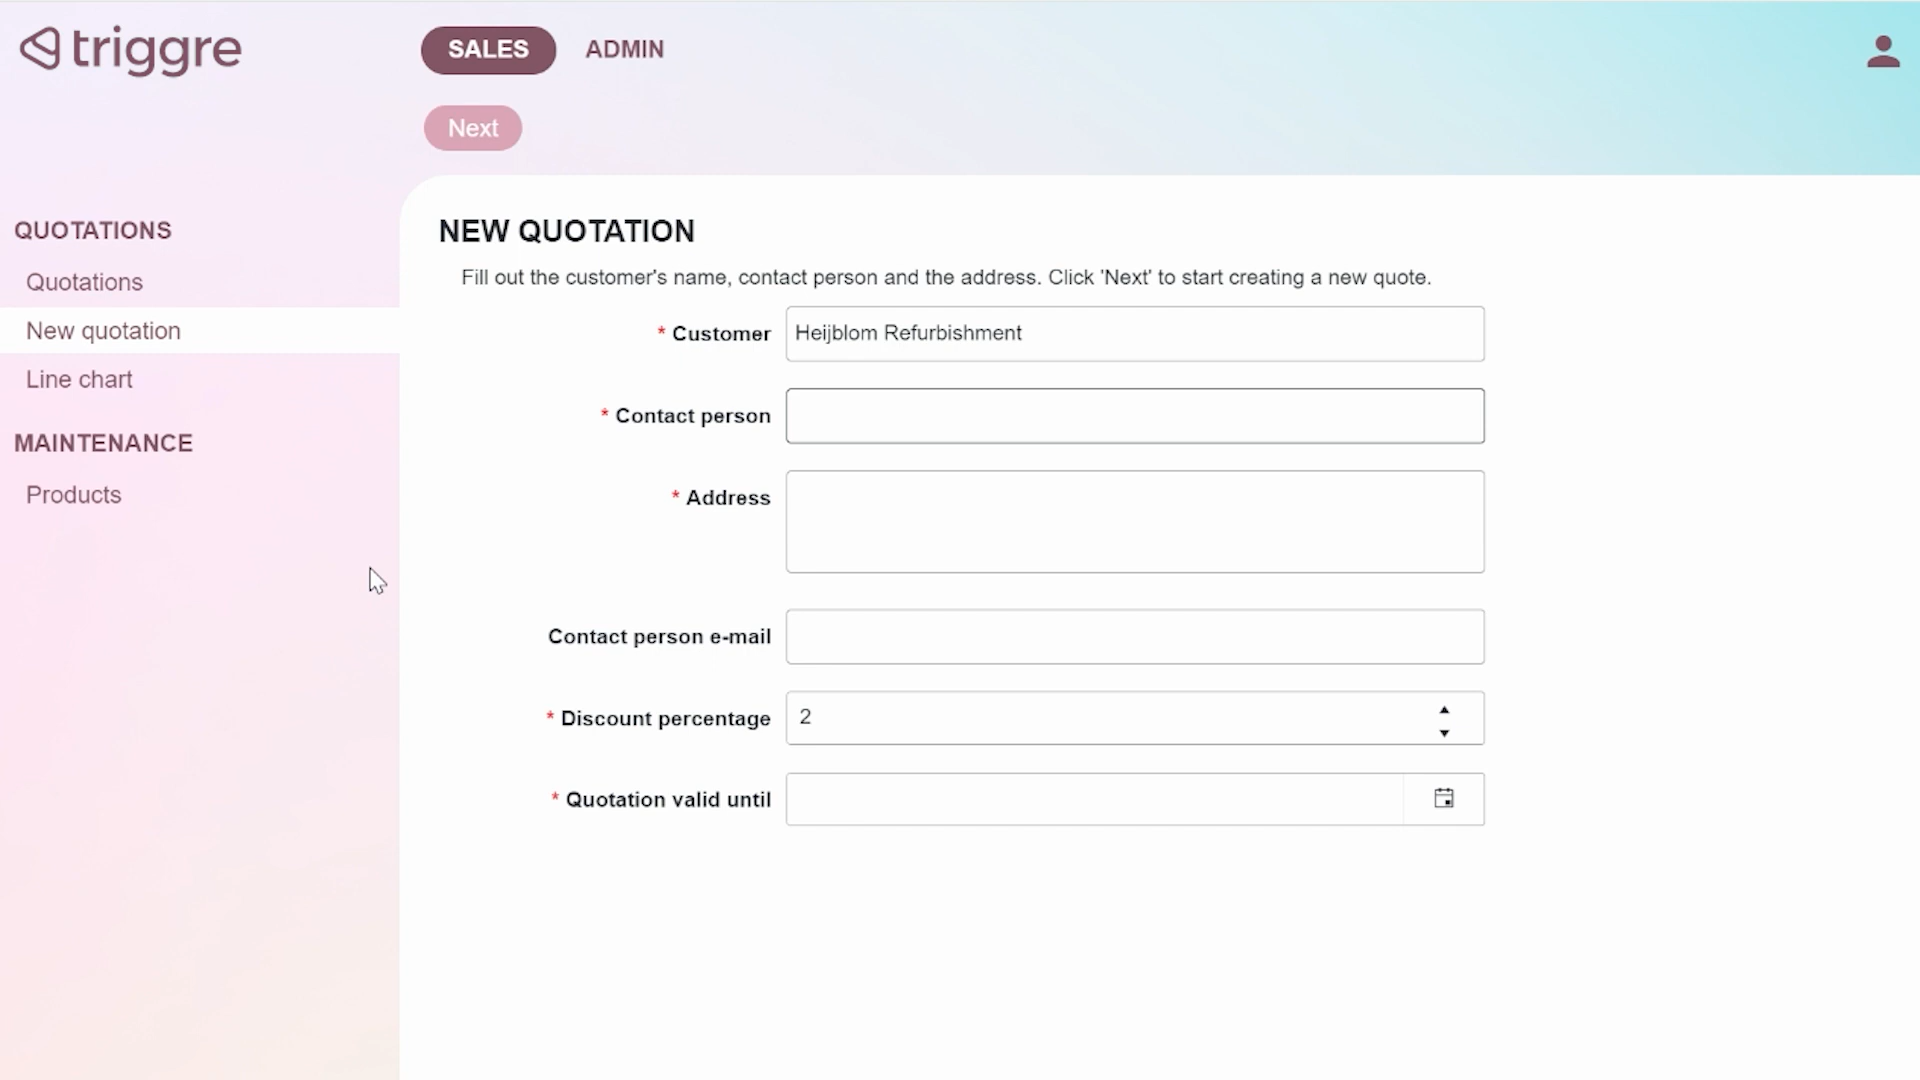 triggre
SALES ADMIN
Next
QUOTATIONS
Quotations
New quotation
Line chart
MAINTENANCE
Products
NEW QUOTATION
Fill out the customer's name, contact person and the address. Click 'Next' to start creating a new quote.
* Customer Heijblom Refurbishment
* Contact person
* Address
Contact person e-mail
* Discount percentage 2
* Quotation valid until